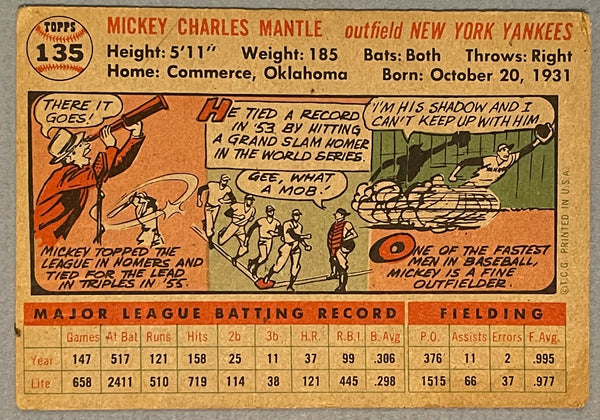 TOPPS
135
MICKEY CHARLES MANTLE outfield NEW YORK YANKEES
Height: 5'11" Weight: 185 Bats: Both Throws: Right
Home: Commerce, Oklahoma Born: October 20, 1931
THERE IT
GOES!
MICKEY TOPPED THE
LEAGUE IN HOMERS AND
TIED FOR THE LEAD
IN TRIPLES IN '55.
HE TIED A RECORD
IN '53, BY HITTING
A GRAND SLAM HOMER
IN THE WORLD SERIES.
GEE, WHAT
A MOB!
I'M HIS SHADOW AND I
CAN'T KEEP UP WITH HIM
ONE OF THE FASTEST
MEN IN BASEBALL,
MICKEY IS A FINE
OUTFIELDER.
©T.C.G. PRINTED IN U.S.A.
MAJOR LEAGUE BATTING RECORD FIELDING
Games At Bat Runs Hits 2b 3b H.R. R.B.I. B. Avg P.O. Assists Errors F. Avg.
Year 147 517 121 158 25 11 37 99 .306 376 11 2 .995
Life 658 2411 510 719 114 38 121 445 .298 1515 66 37 .977